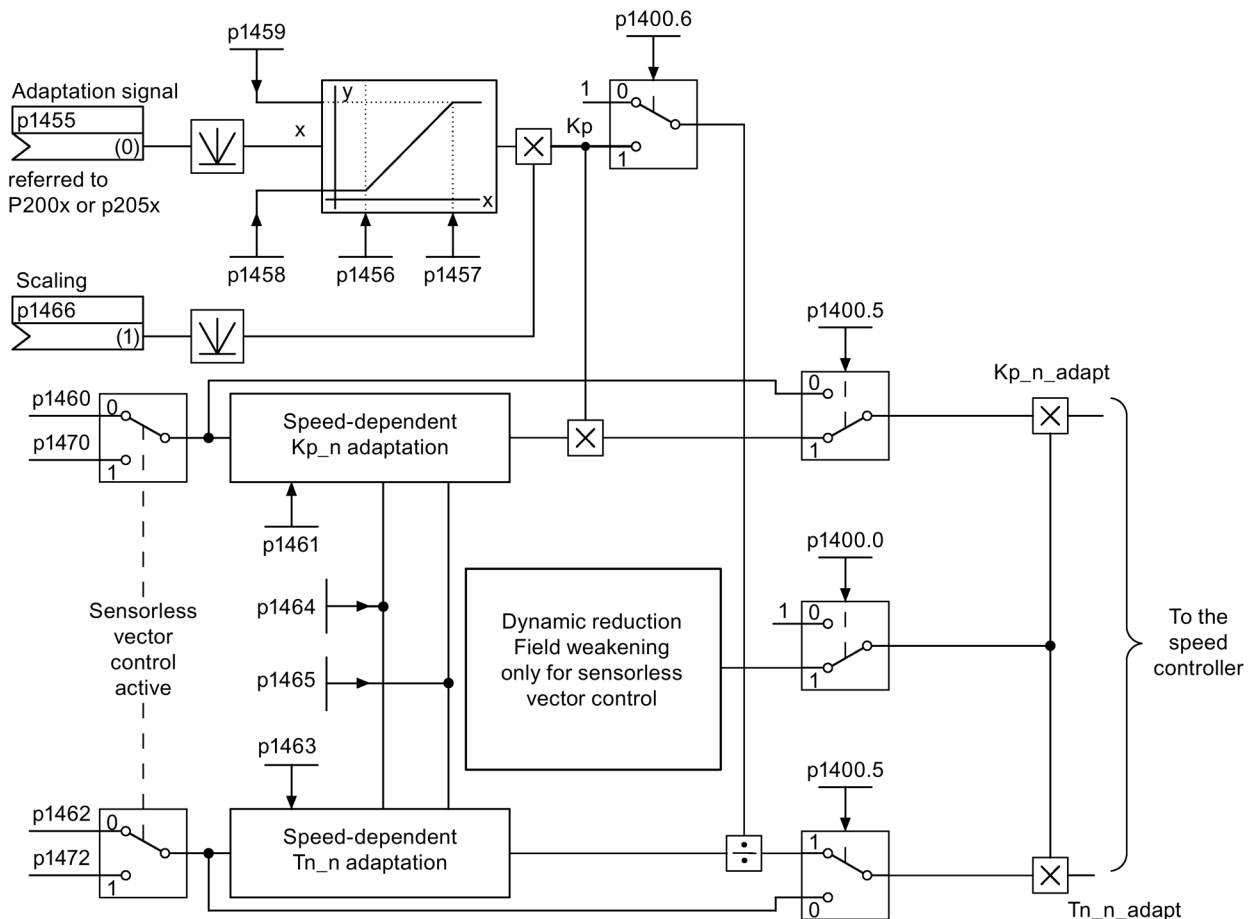 p1400.6
p1459
Adaptation signal
p1455
(0)
referred to
P200x or p205x
y
x
x
Kp
1
0
1
p1458
p1456
p1457
Scaling
p1466
(1)
p1400.5
0
1
Kp_n_adapt
p1460
0
p1470
1
Speed-dependent
Kp_n adaptation
p1461
p1464
p1465
Sensorless
vector
control
active
Dynamic reduction
Field weakening
only for sensorless
vector control
p1400.0
1
0
1
To the
speed
controller
p1463
p1400.5
p1462
0
p1472
1
Speed-dependent
Tn_n adaptation
1
0
Tn_n_adapt